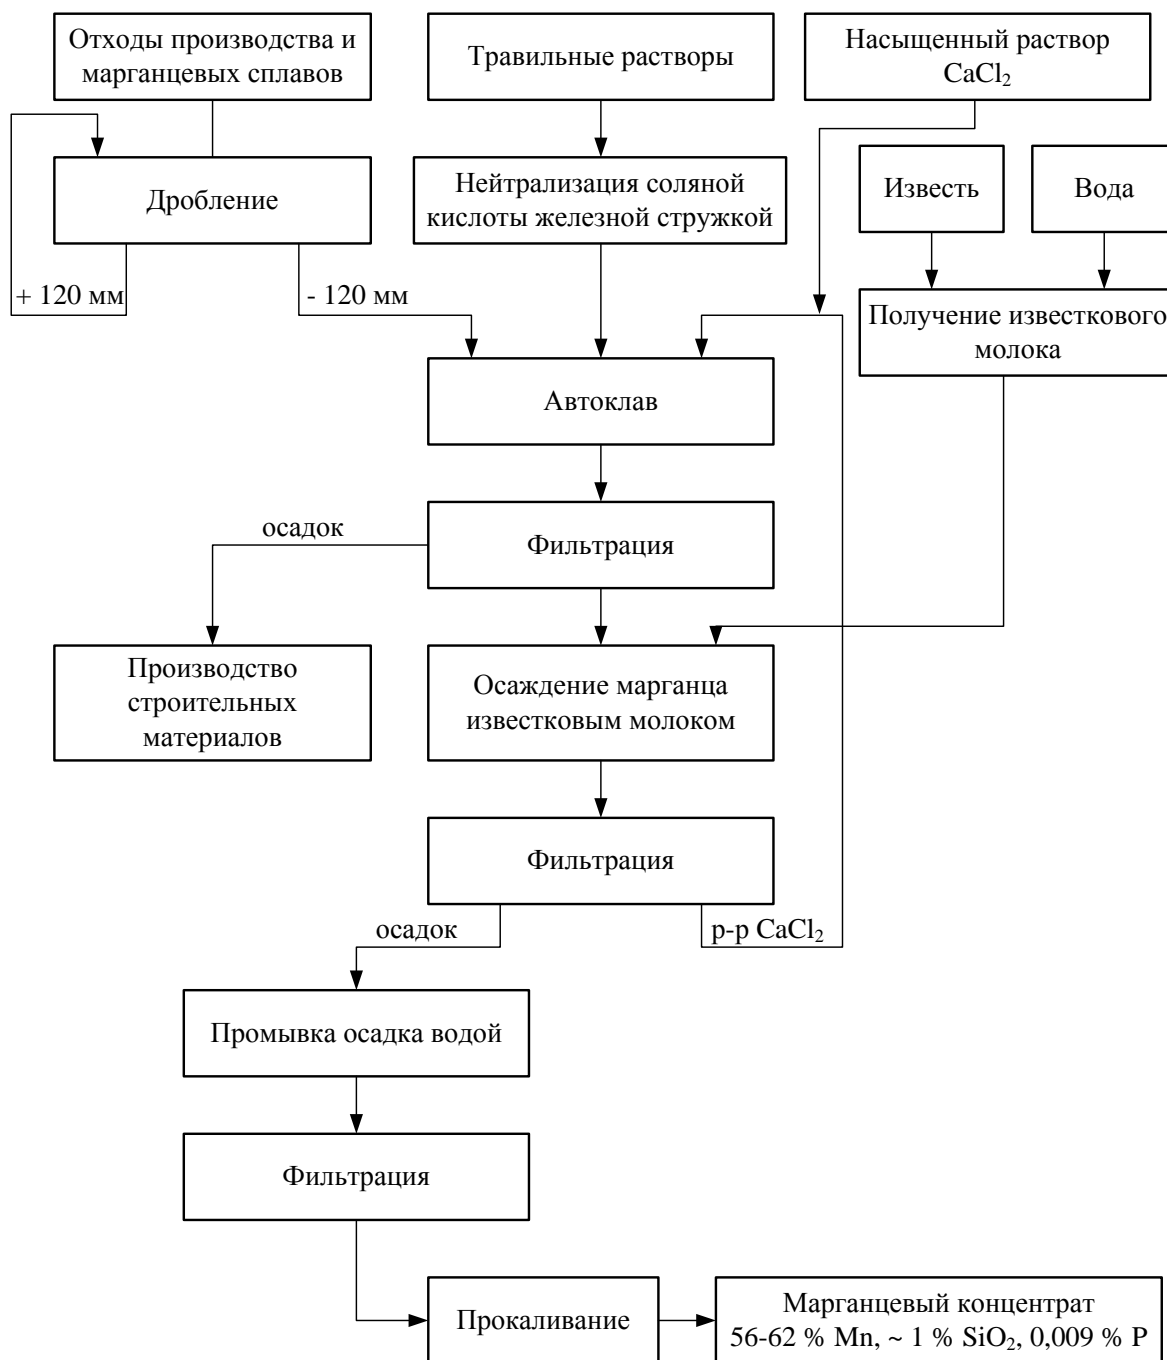 Отходы производства и
марганцевых сплавов
Травильные растворы
Насыщенный раствор
CaCl₂
Дробление
Нейтрализация соляной
кислоты железной стружкой
Известь
Вода
+ 120 мм
- 120 мм
Получение известкового
молока
Автоклав
осадок
Фильтрация
Производство
строительных
материалов
Осаждение марганца
известковым молоком
Фильтрация
осадок
р-р CaCl₂
Промывка осадка водой
Фильтрация
Прокаливание
Марганцевый концентрат
56-62 % Mn, ~ 1 % SiO₂, 0,009 % P